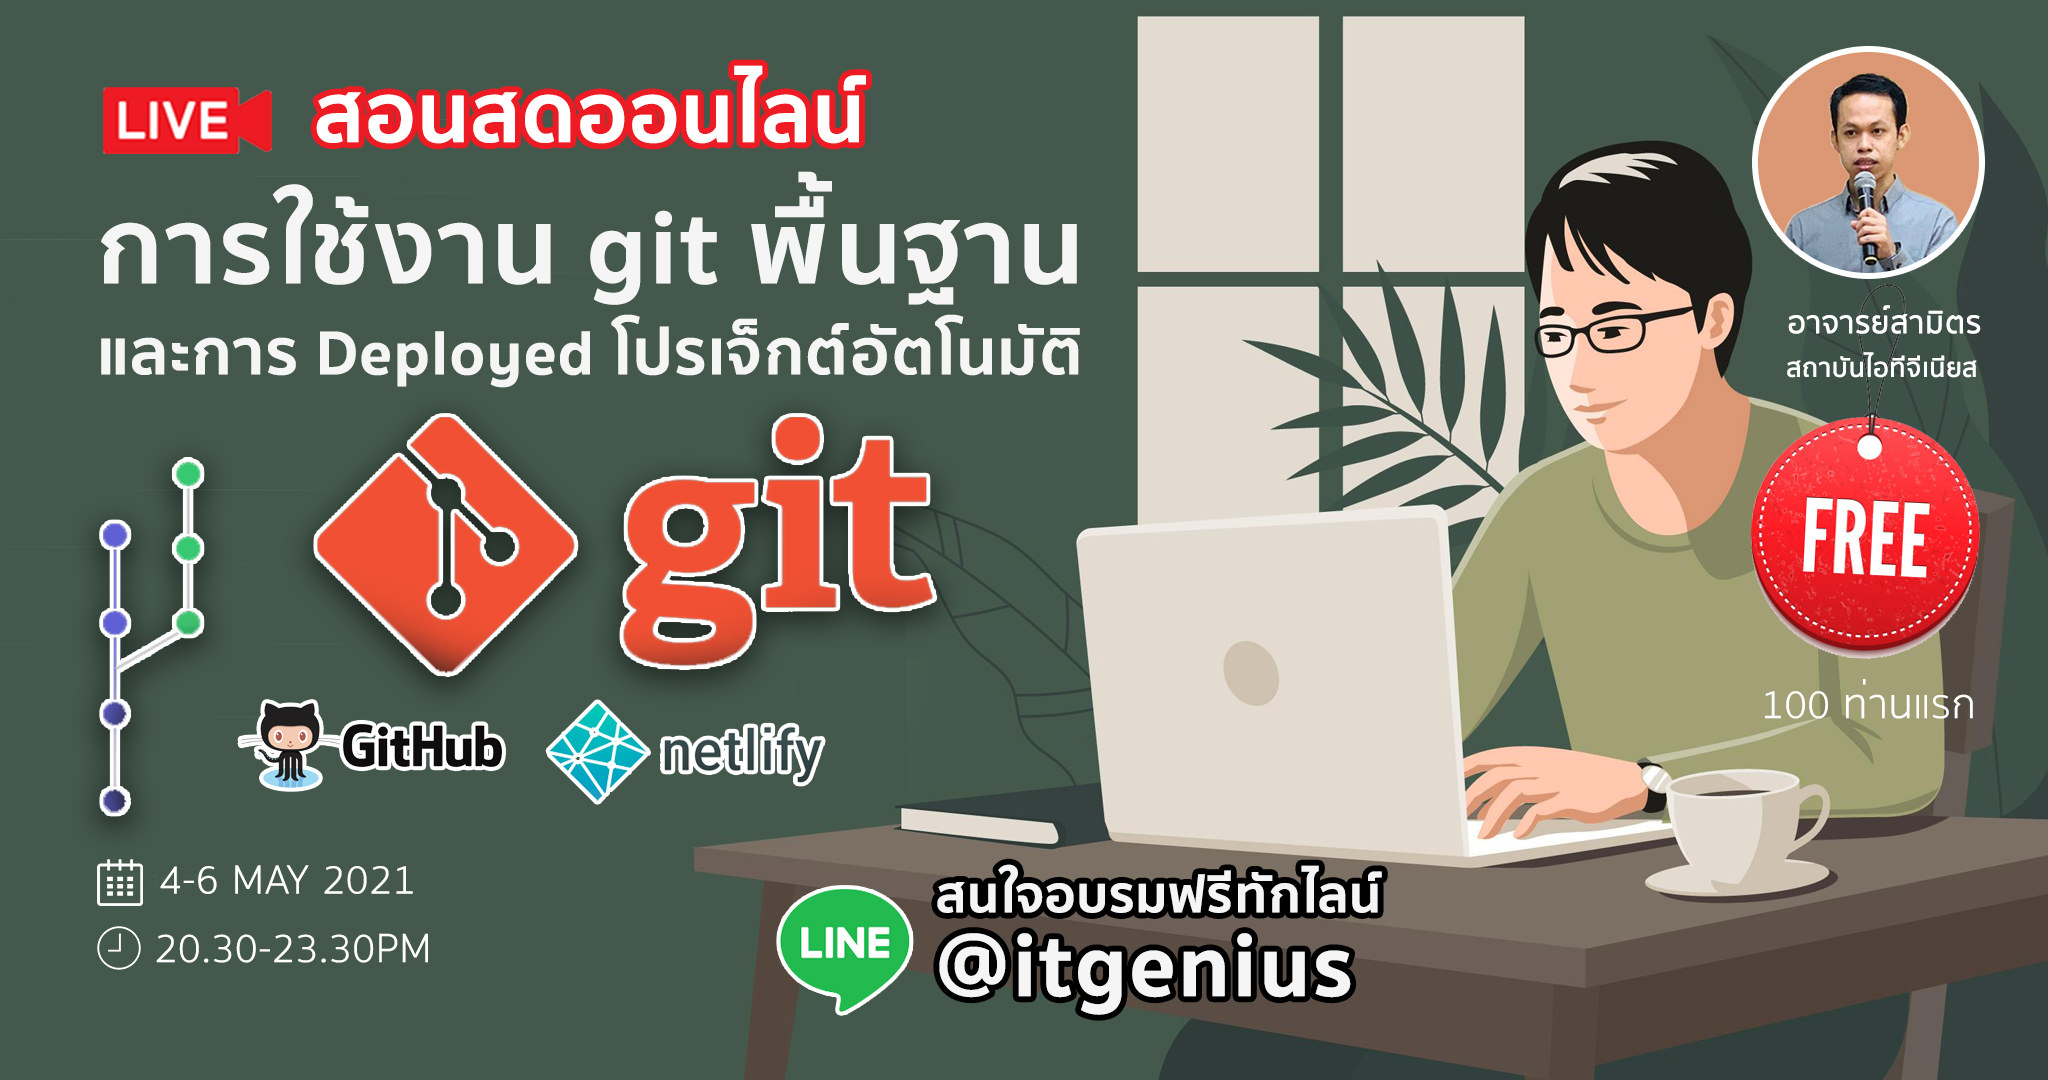 LIVE
สอนสดออนไลน์
การใช้งาน git พื้นฐาน
และการ Deployed โปรเจ็กต์อัตโนมัติ
git
GitHub
netlify
4-6 MAY 2021
20.30-23.30PM
LINE
สนใจอบรมฟรีทักไลน์
@itgenius
อาจารย์สามิตร
สถาบันไอทีจีเนียส
FREE
100 ท่านแรก